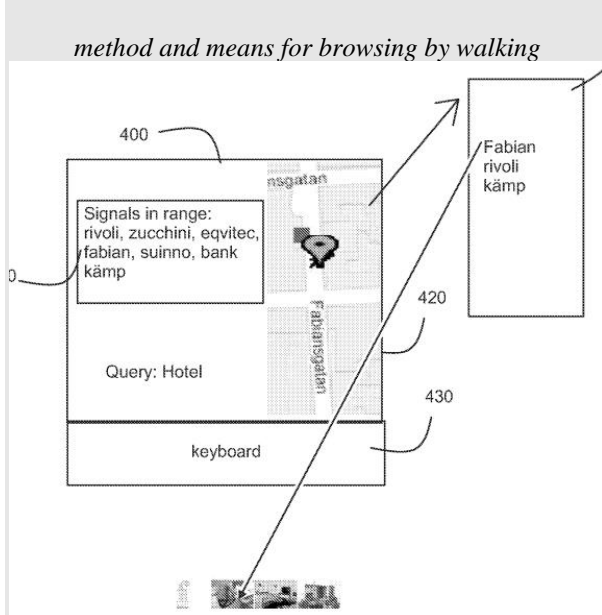 method and means for browsing by walking
400
nsgatan
Fabian
rivoli
kämp
Signals in range:
rivoli, zucchini, eqvitec,
fabian, suinno, bank
kämp
0
Fabiansgatan
420
Query: Hotel
430
keyboard
f